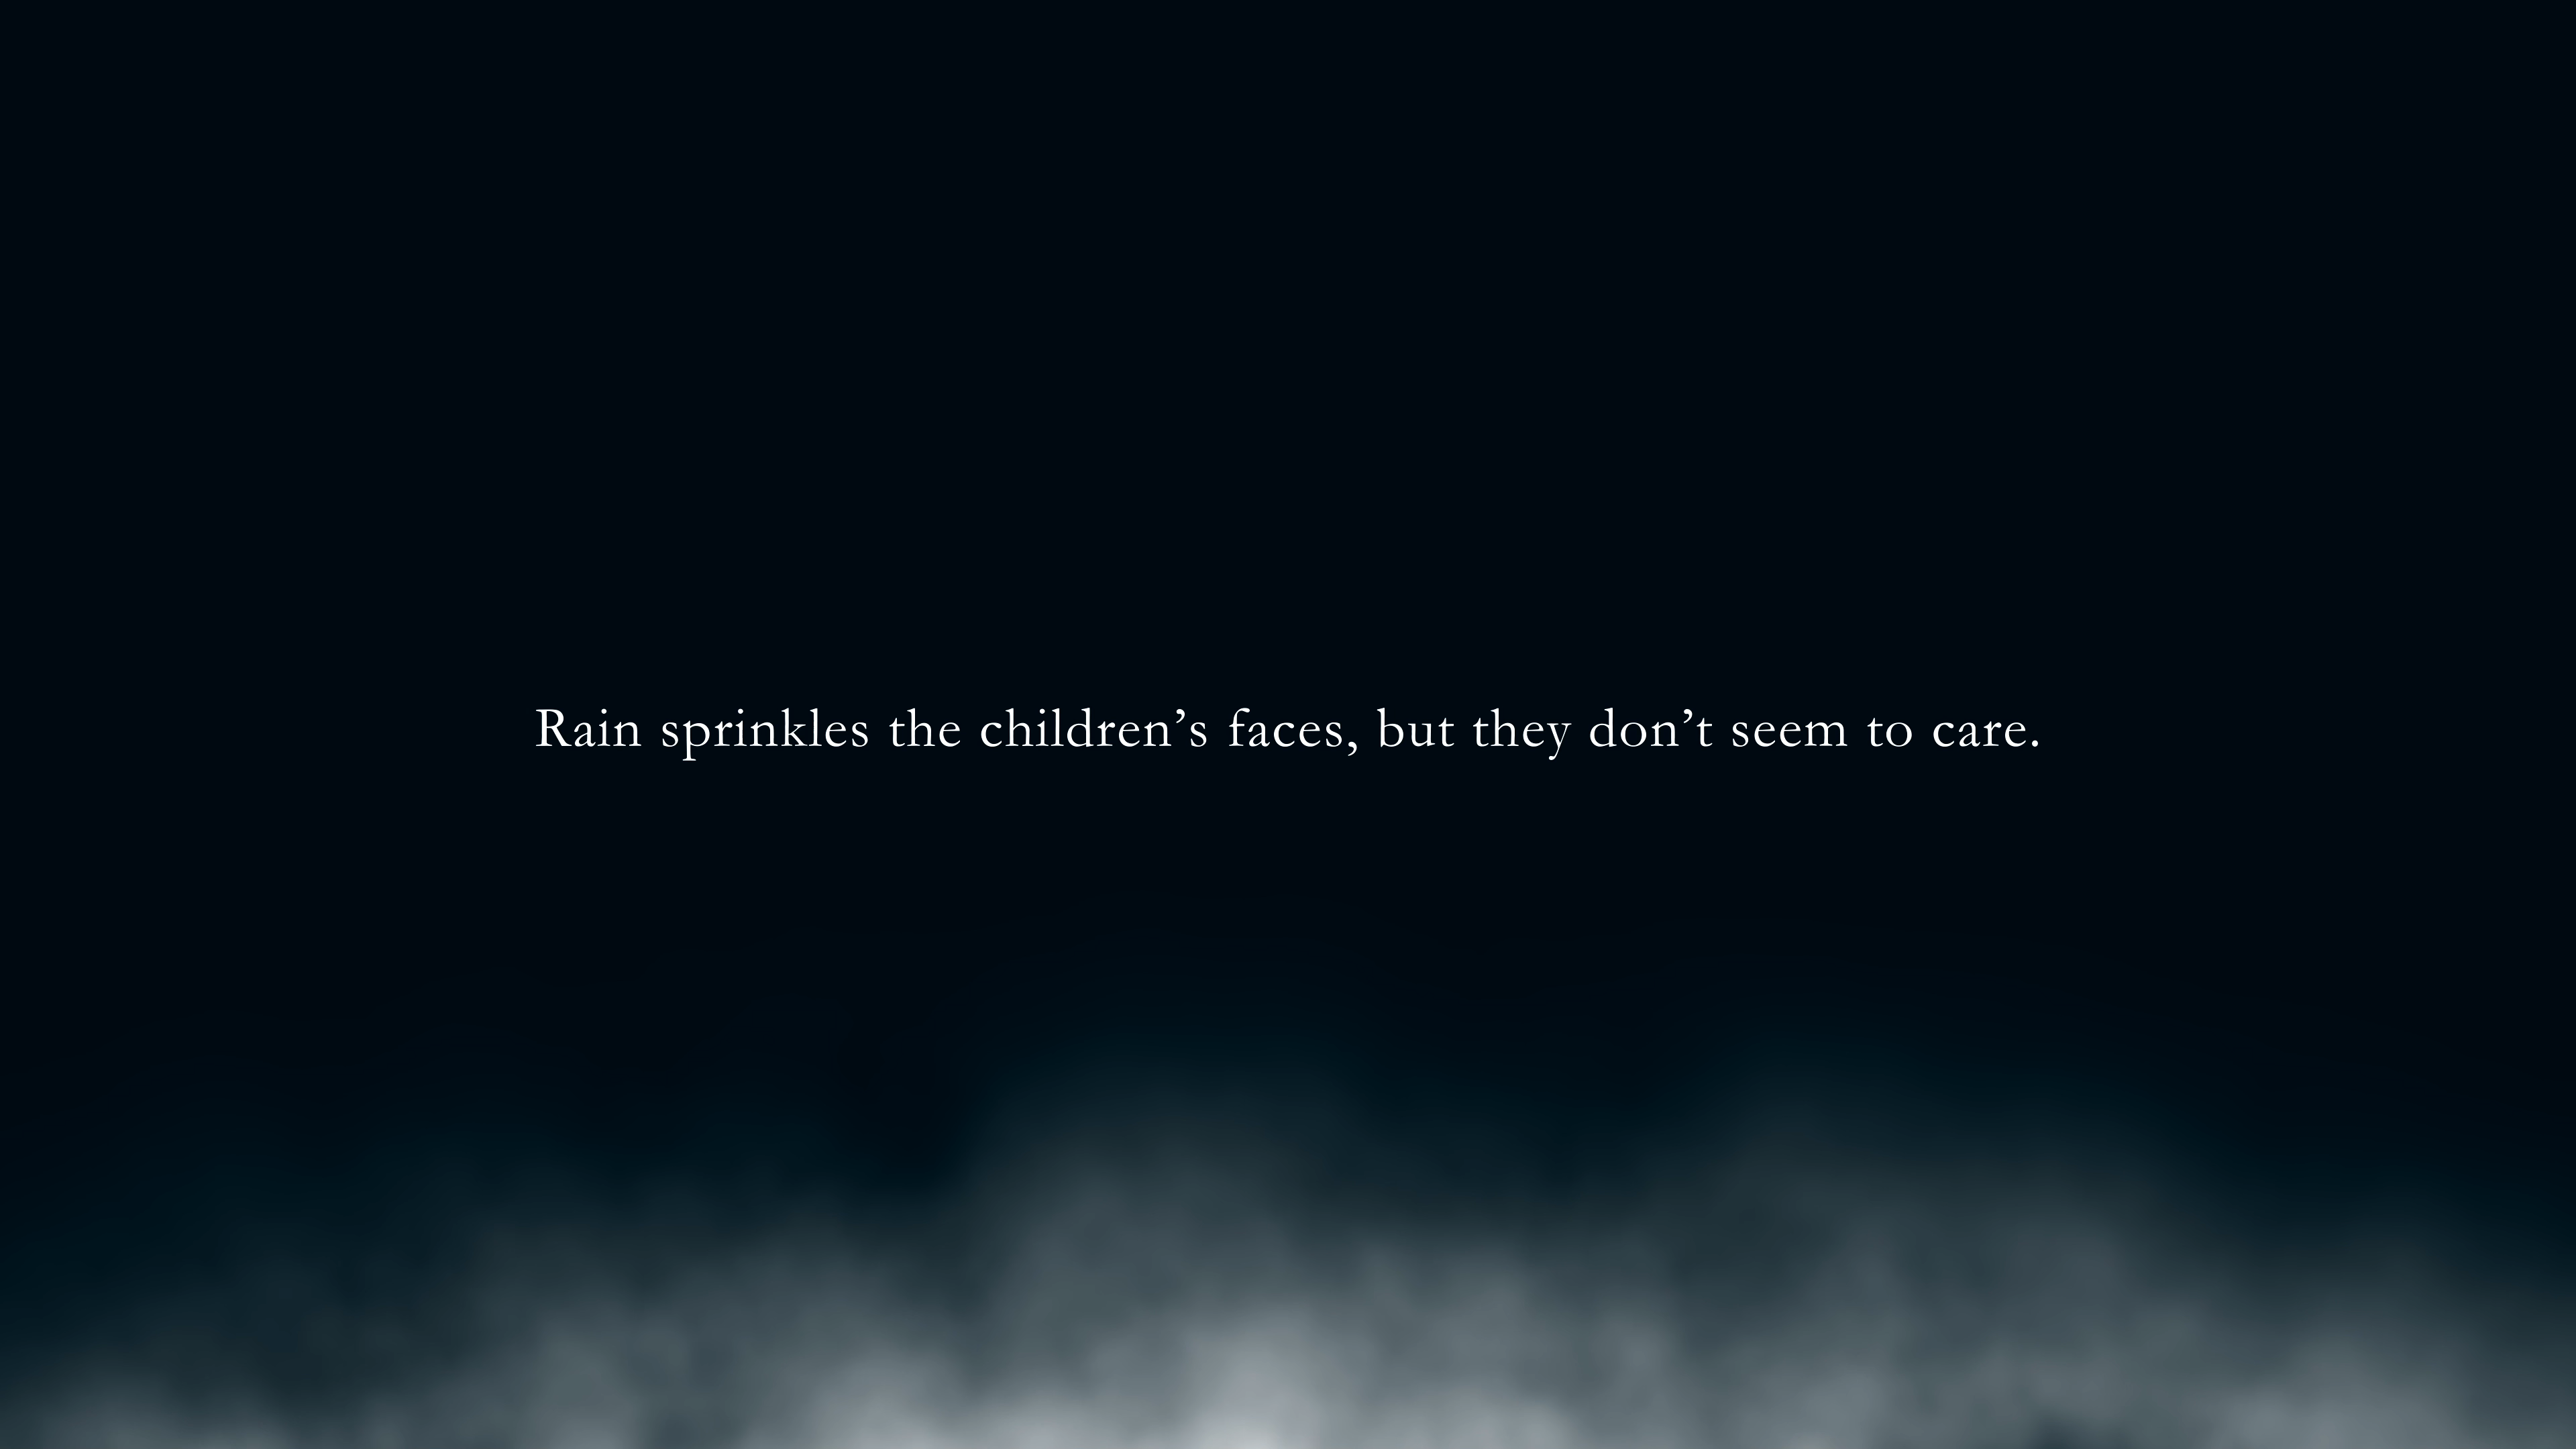 Rain sprinkles the children’s faces, but they don’t seem to care.